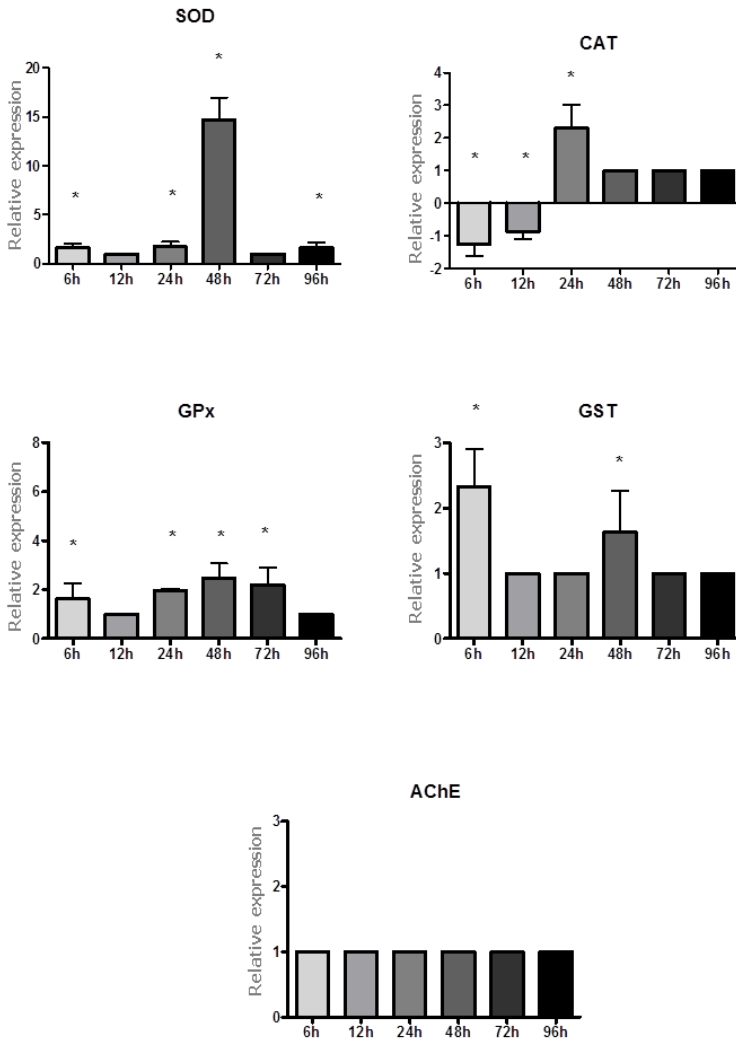 SOD
*
* * *
Relative expression
20
15
10
5
0
6h 12h 24h 48h 72h 96h
CAT
*
* *
Relative expression
4
3
2
1
0
-1
-2
6h 12h 24h 48h 72h 96h
GPx
* * * *
Relative expression
8
6
4
2
0
6h 12h 24h 48h 72h 96h
GST
*
*
Relative expression
3
2
1
0
6h 12h 24h 48h 72h 96h
AChE
Relative expression
3
2
1
0
6h 12h 24h 48h 72h 96h